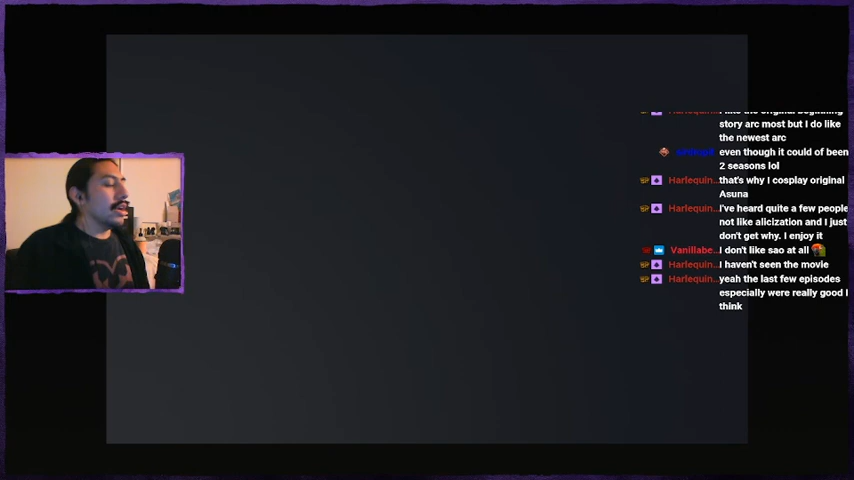 story arc most but I do like
the newest arc
even though it could of been
2 seasons lol
Harlequin... that's why I cosplay original
Asuna
Harlequin... I've heard quite a few people
not like alicization and I just
don't get why. I enjoy it
Vanillabe... I don't like sao at all
Harlequin... I haven't seen the movie
Harlequin... yeah the last few episodes
especially were really good I
think